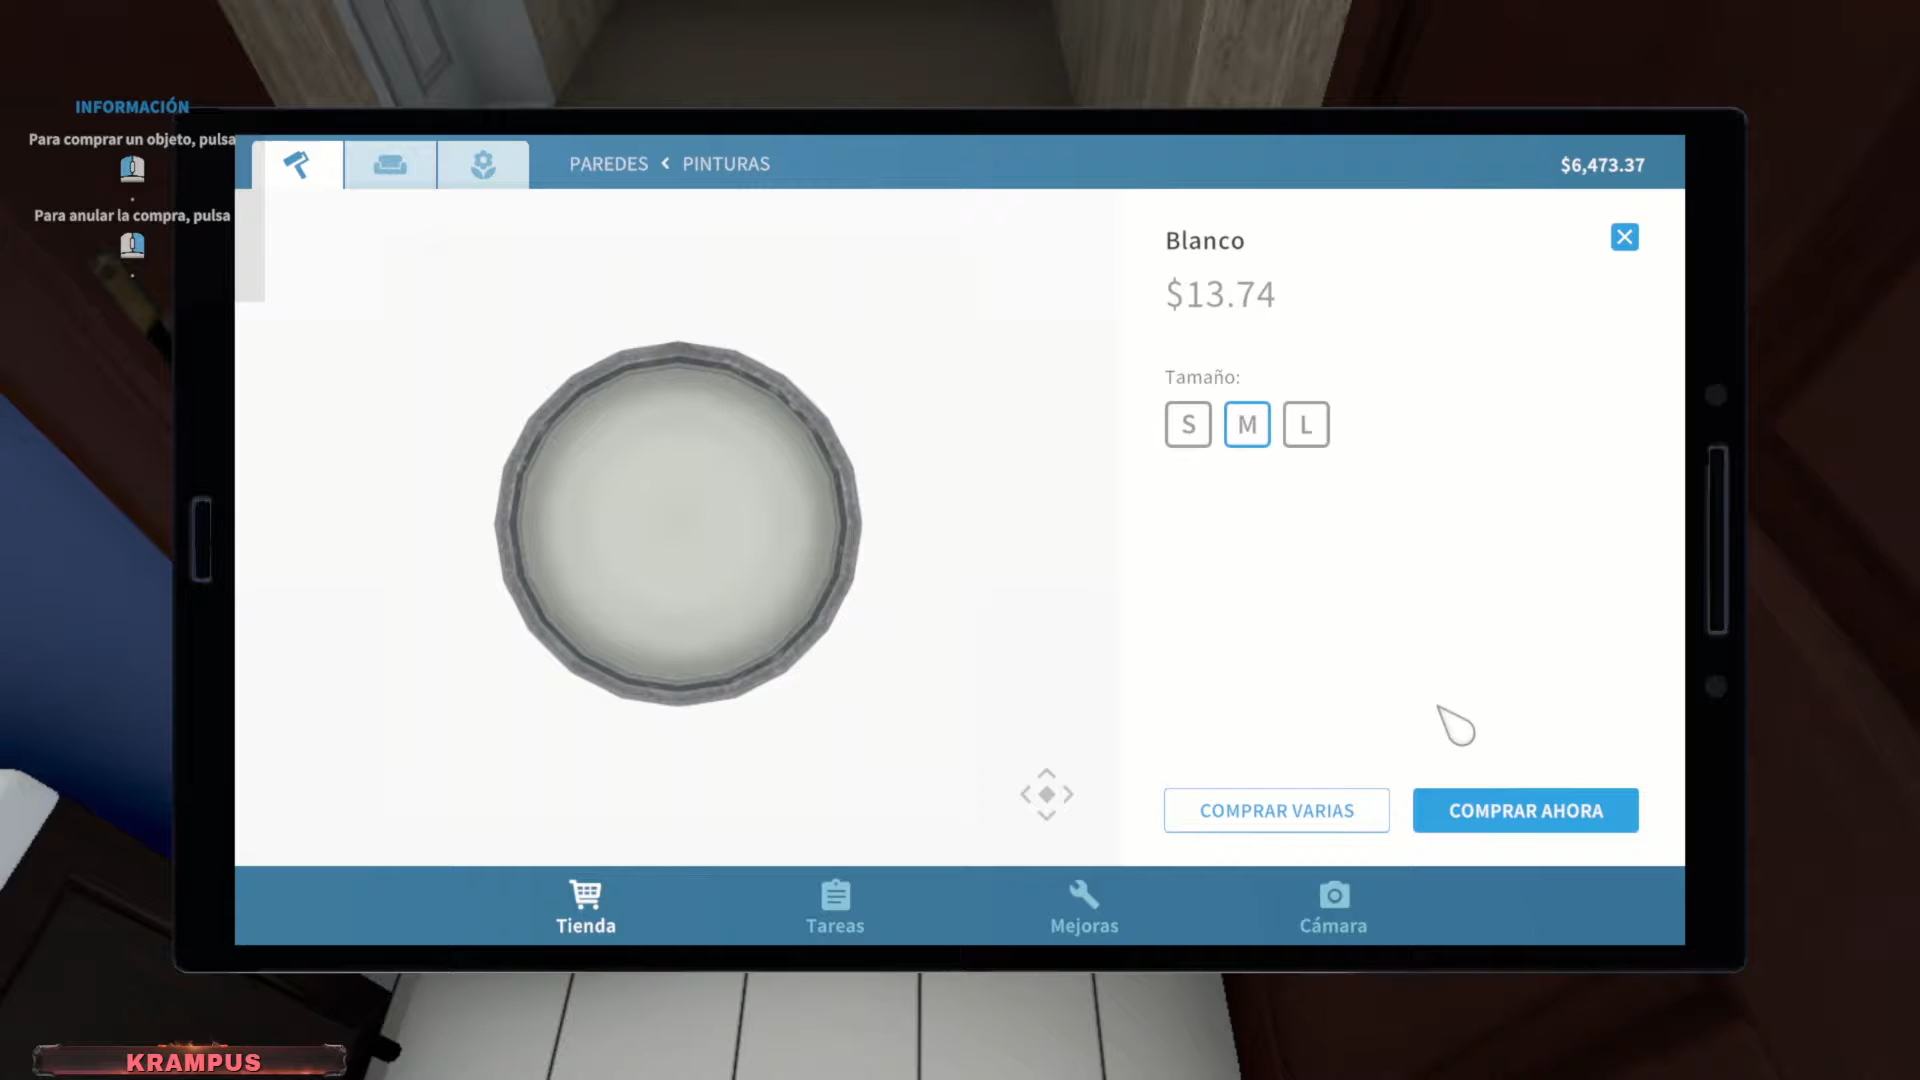 INFORMACIÓN
Para comprar un objeto, pulsa
.
Para anular la compra, pulsa
.
PAREDES < PINTURAS
$6,473.37
Blanco
$13.74
Tamaño:
S M L
COMPRAR VARIAS
COMPRAR AHORA
Tienda
Tareas
Mejoras
Cámara
KRAMPUS